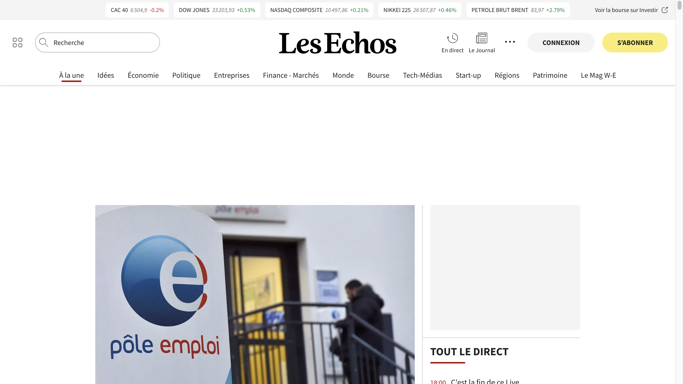 CAC 40 6 504,9 -0.2%
DOW JONES 33 203,93 +0.53%
NASDAQ COMPOSITE 10 497,86 +0.21%
NIKKEI 225 26 507,87 +0.46%
PETROLE BRUT BRENT 83,97 +2.79%
Voir la bourse sur Investir
Recherche
Les Echos
En direct
Le Journal
CONNEXION
S'ABONNER
À la une
Idées
Économie
Politique
Entreprises
Finance - Marchés
Monde
Bourse
Tech-Médias
Start-up
Régions
Patrimoine
Le Mag W-E
pôle emploi
pôle emploi
TOUT LE DIRECT
18:00 C'est la fin de ce Live